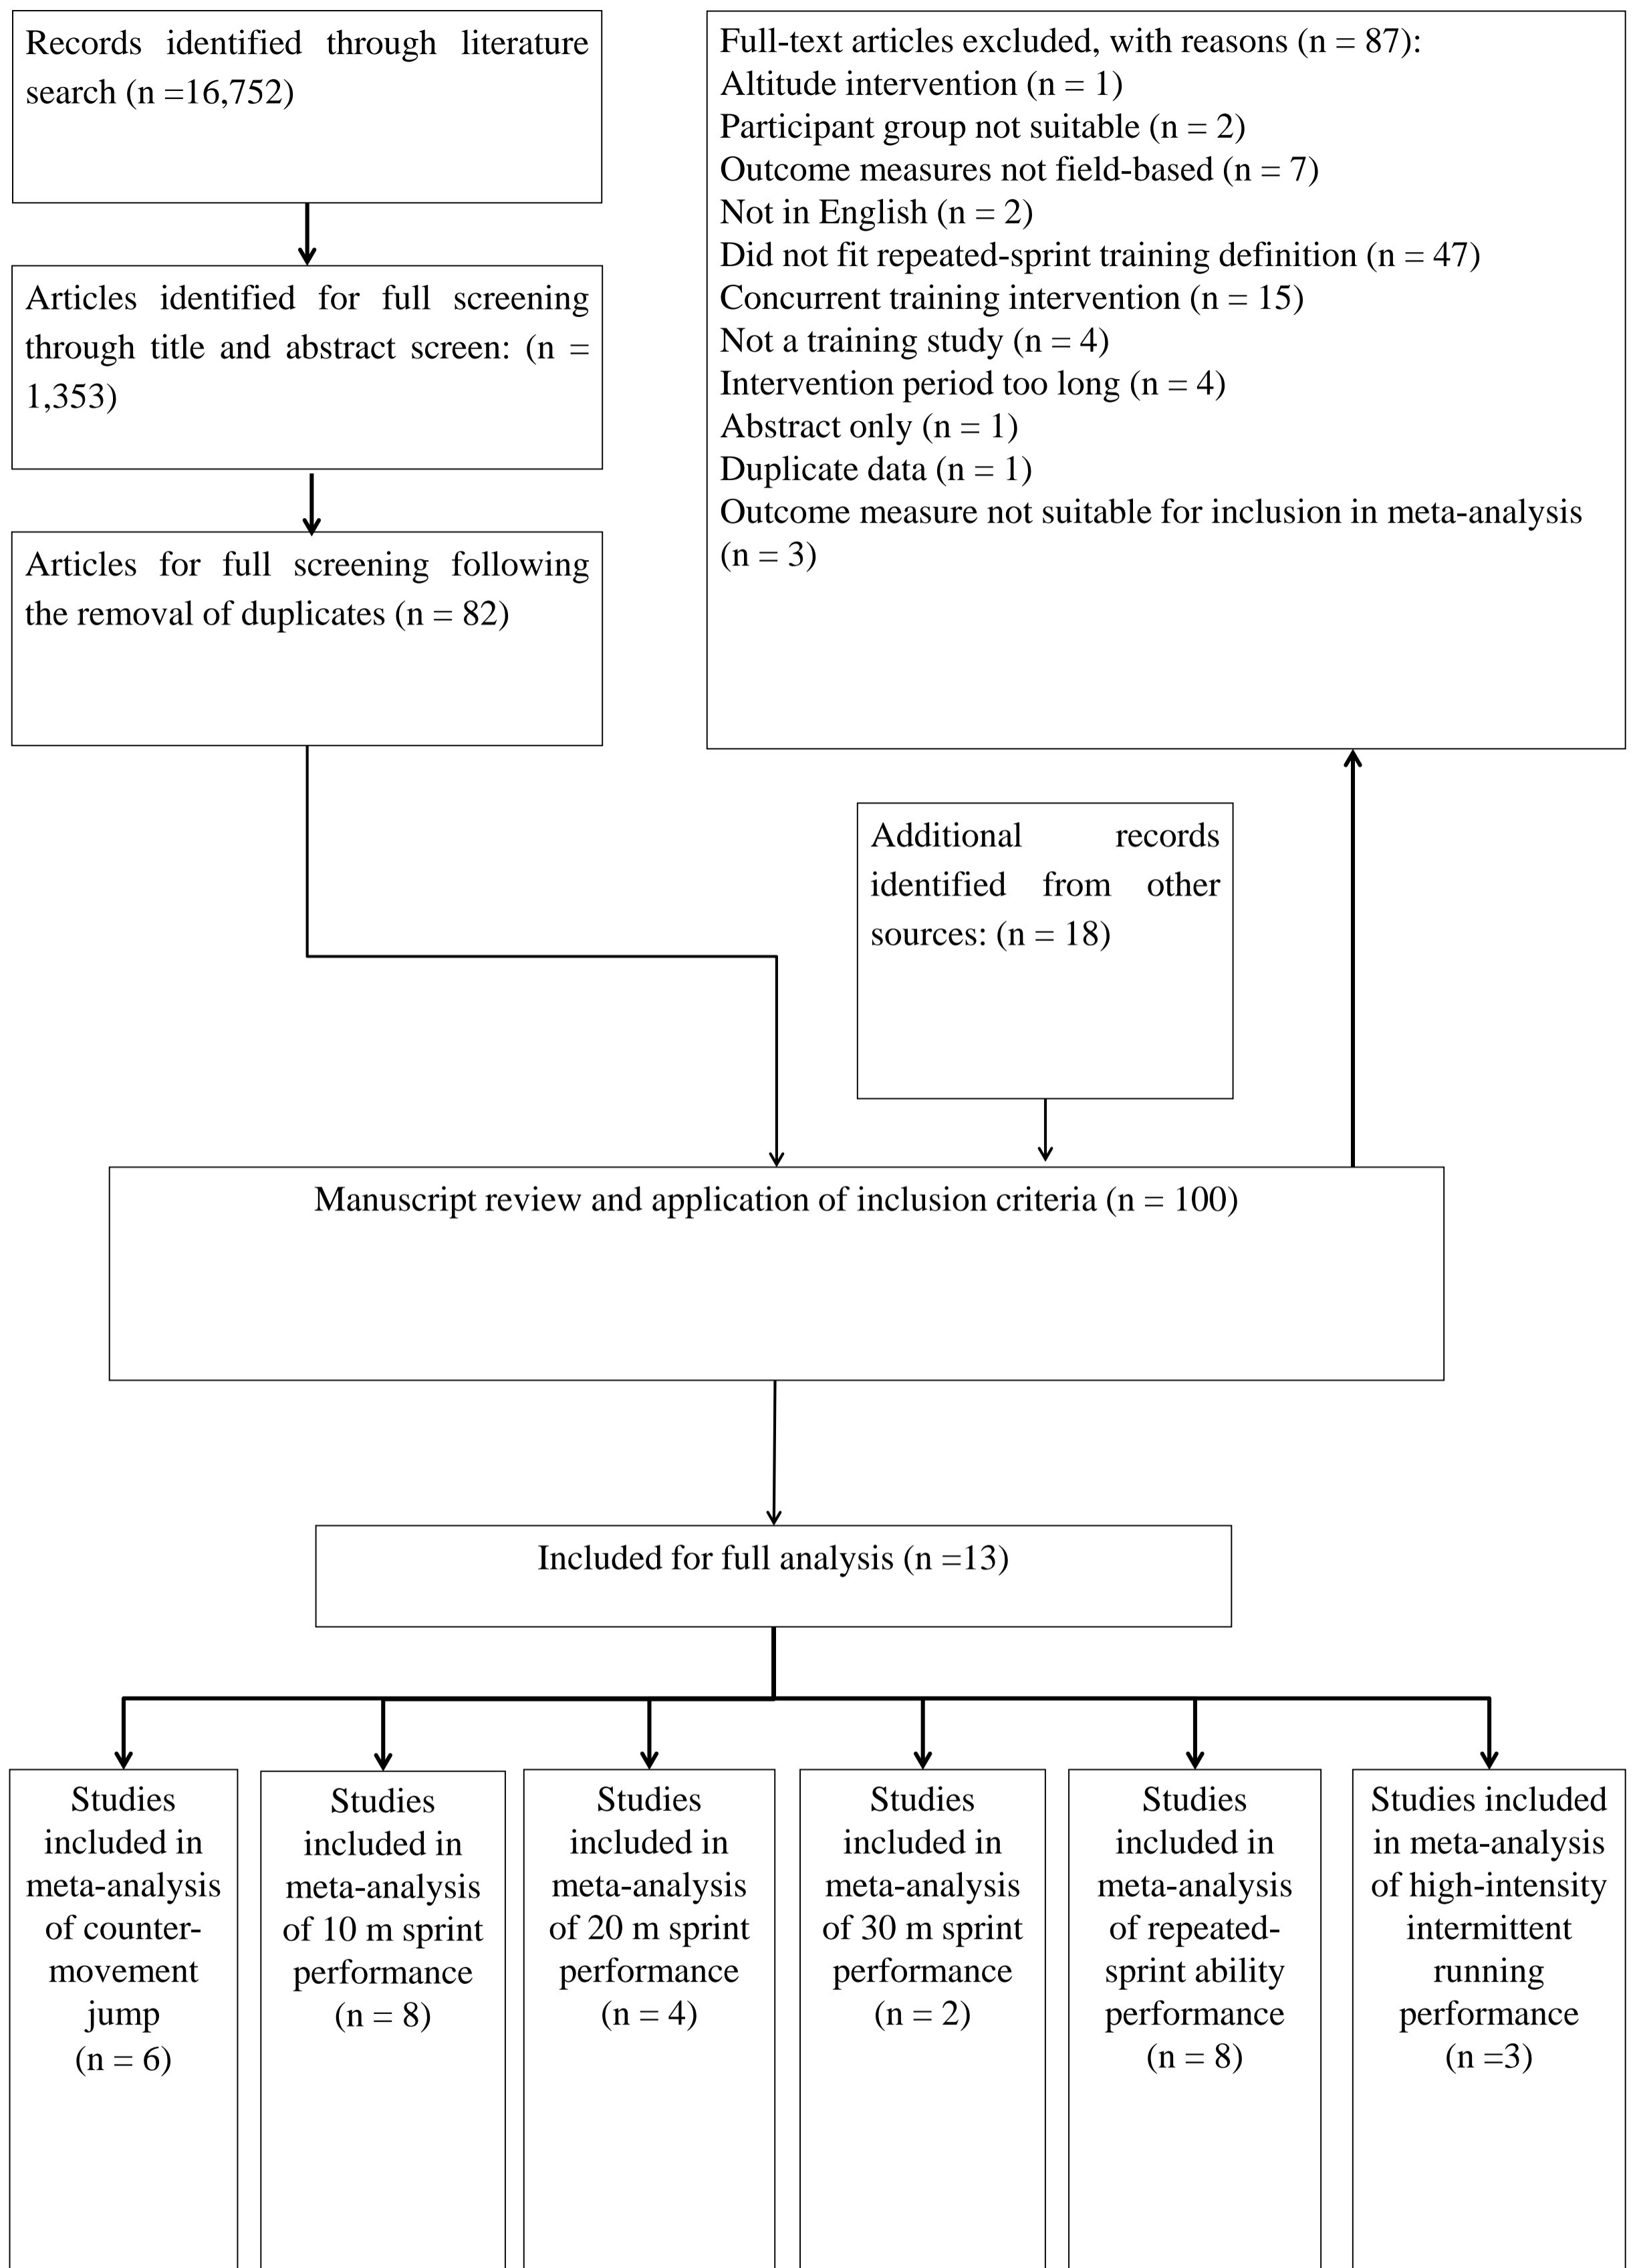 Records identified through literature
search (n =16,752)
Articles identified for full screening
through title and abstract screen: (n =
1,353)
Articles for full screening following
the removal of duplicates (n = 82)
Full-text articles excluded, with reasons (n = 87):
Altitude intervention (n = 1)
Participant group not suitable (n = 2)
Outcome measures not field-based (n = 7)
Not in English (n = 2)
Did not fit repeated-sprint training definition (n = 47)
Concurrent training intervention (n = 15)
Not a training study (n = 4)
Intervention period too long (n = 4)
Abstract only (n = 1)
Duplicate data (n = 1)
Outcome measure not suitable for inclusion in meta-analysis
(n = 3)
Additional records
identified from other
sources: (n = 18)
Manuscript review and application of inclusion criteria (n = 100)
Included for full analysis (n =13)
Studies
included in
meta-analysis
of counter-
movement
jump
(n = 6)
Studies
included in
meta-analysis
of 10 m sprint
performance
(n = 8)
Studies
included in
meta-analysis
of 20 m sprint
performance
(n = 4)
Studies
included in
meta-analysis
of 30 m sprint
performance
(n = 2)
Studies
included in
meta-analysis
of repeated-
sprint ability
performance
(n = 8)
Studies included
in meta-analysis
of high-intensity
intermittent
running
performance
(n =3)